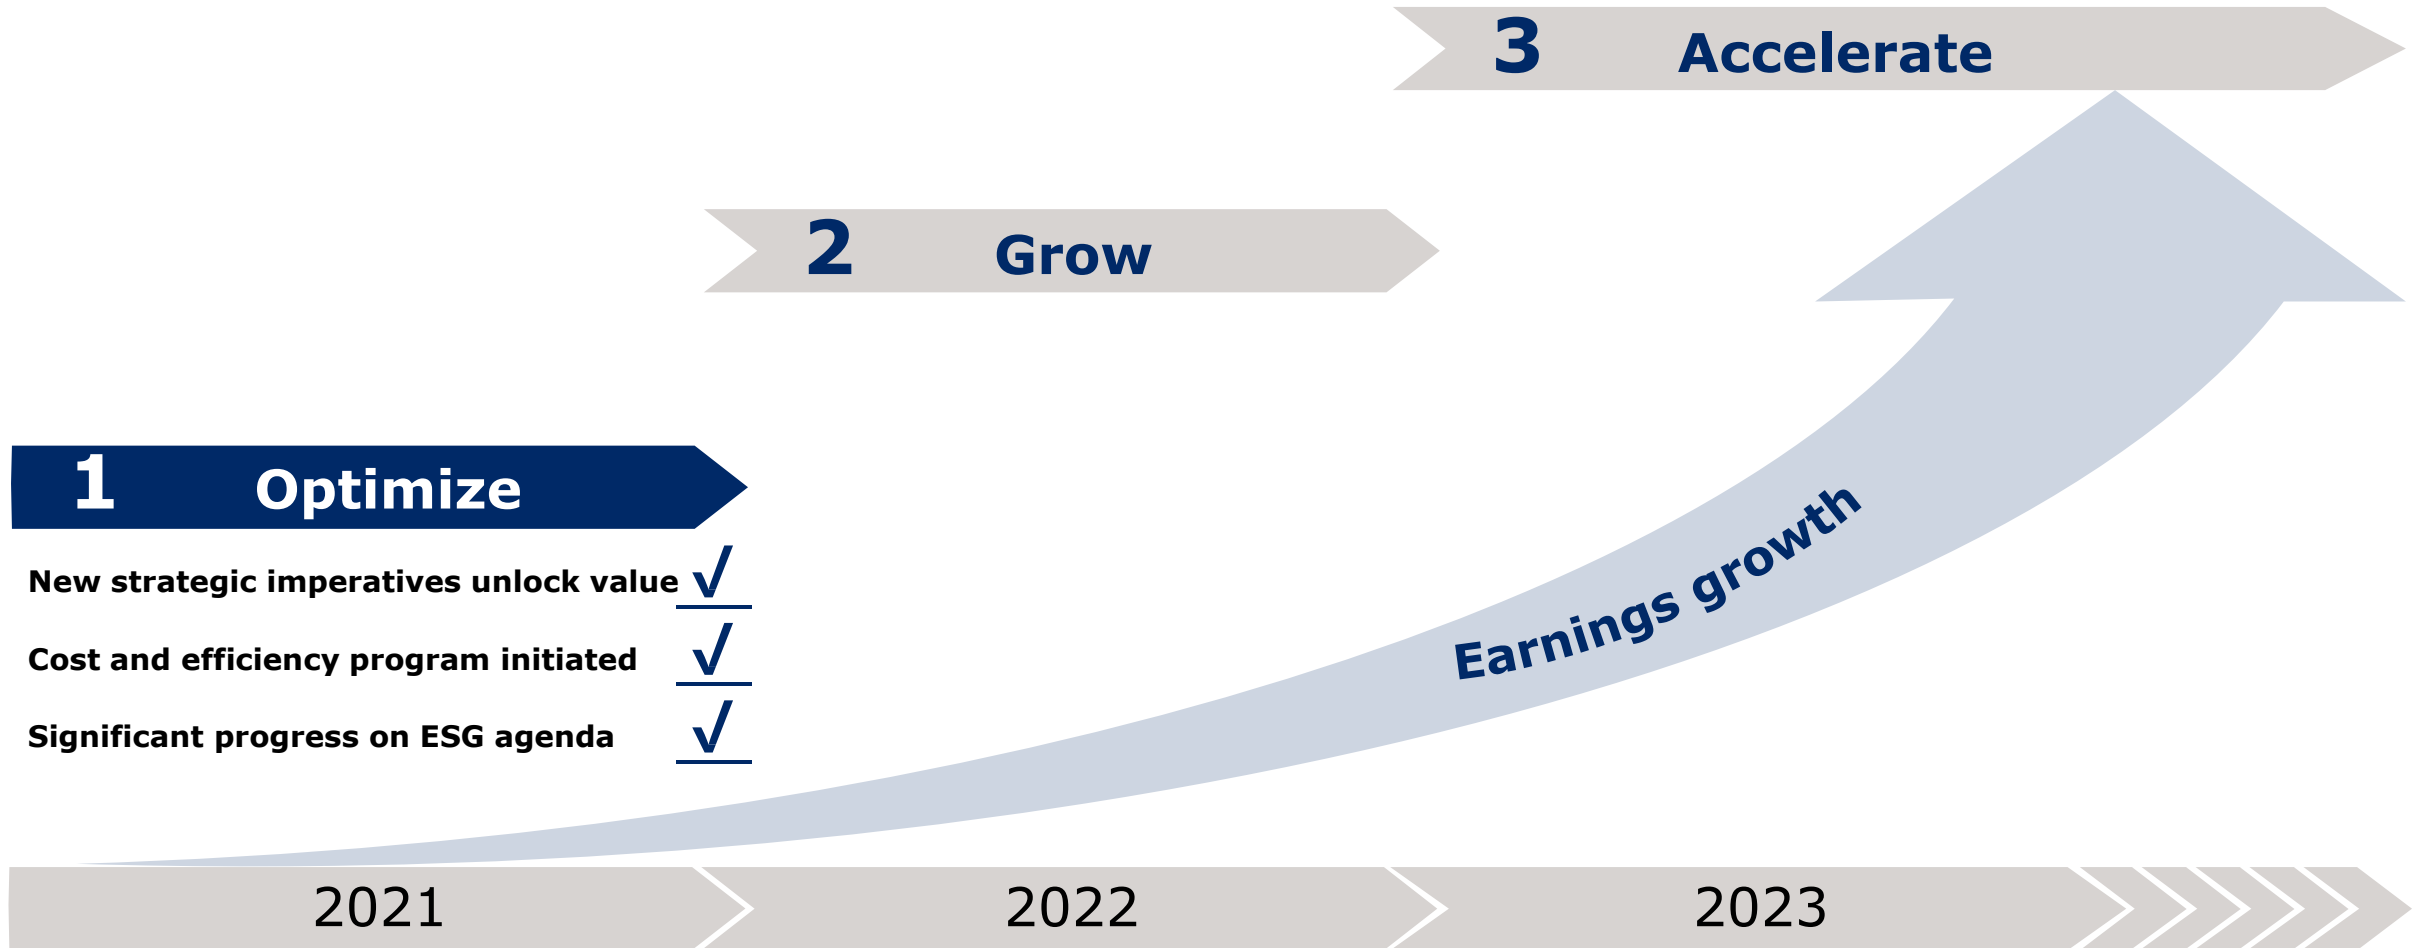 3 Accelerate
2 Grow
1 Optimize
New strategic imperatives unlock value √
Cost and efficiency program initiated √
Significant progress on ESG agenda √
Earnings growth
2021 2022 2023